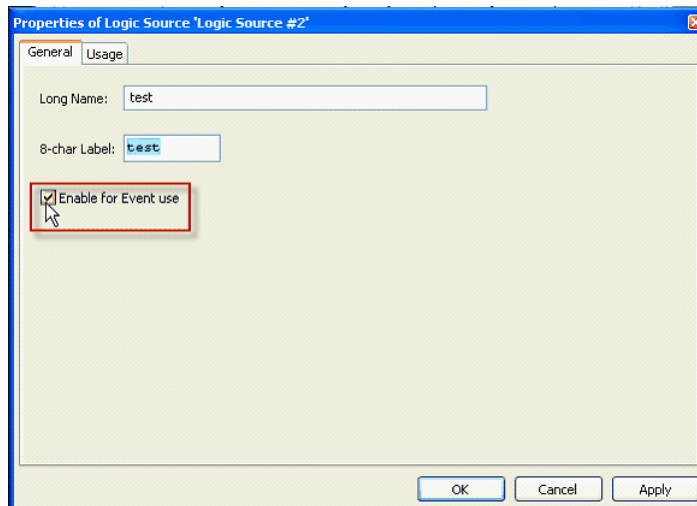 Properties of Logic Source 'Logic Source #2'
General Usage
Long Name: test
8-char Label: test
Enable for Event use
OK Cancel Apply